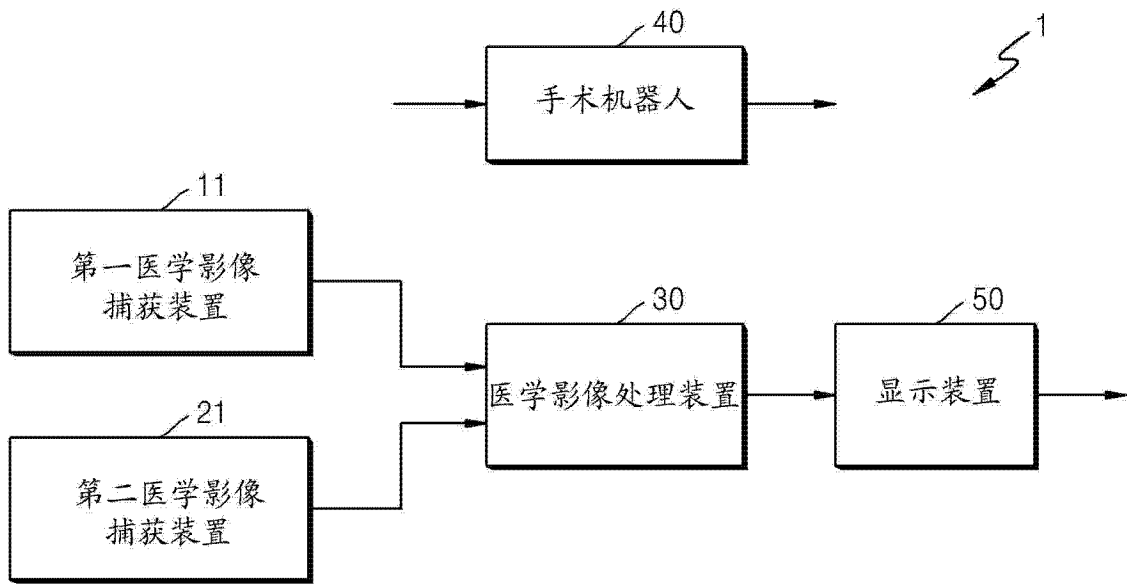 40
1
手术机器人
11
第一医学影像
捕获装置
30
50
医学影像处理装置
显示装置
21
第二医学影像
捕获装置